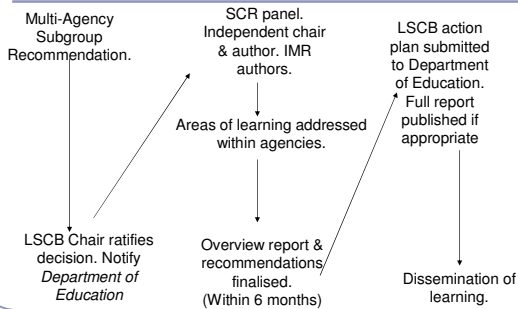 Multi-Agency
Subgroup
Recommendation.
LSCB Chair ratifies
decision. Notify
Department of
Education
SCR panel.
Independent chair
& author. IMR
authors.
Areas of learning addressed
within agencies.
Overview report &
recommendations
finalised.
(Within 6 months)
LSCB action
plan submitted
to Department
of Education.
Full report
published if
appropriate
Dissemination of
learning.